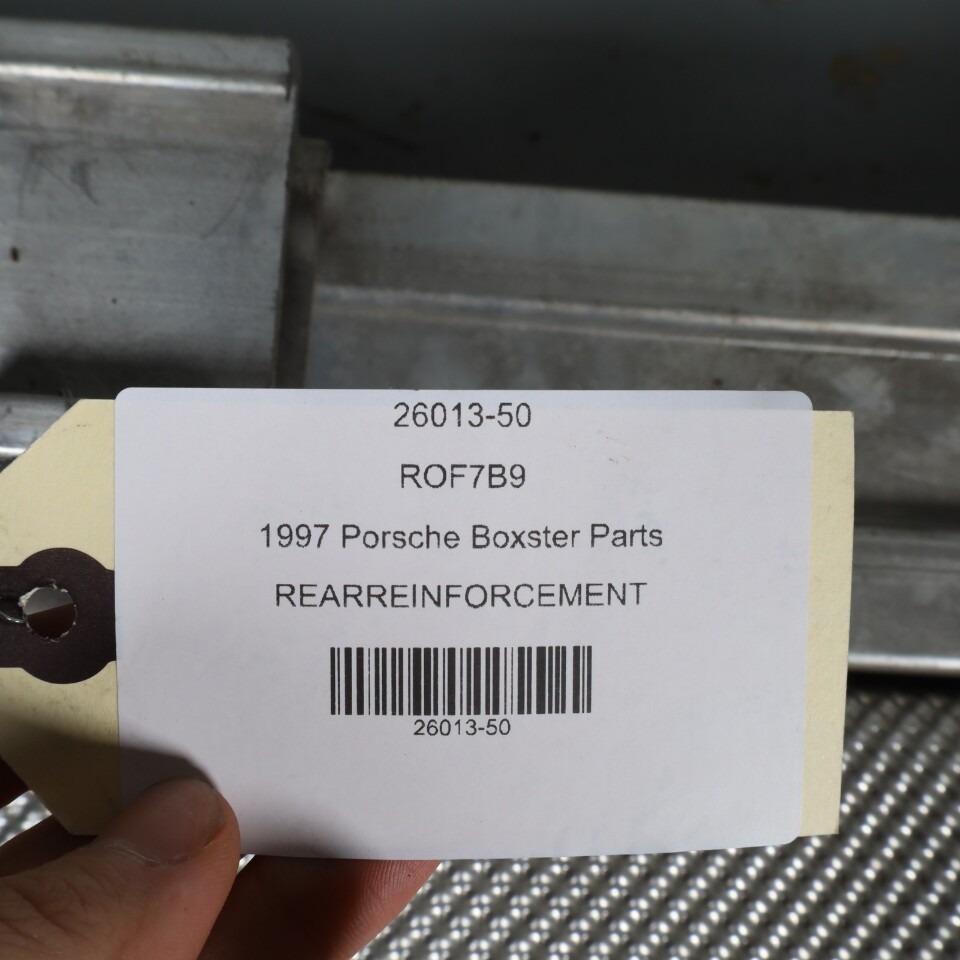 26013-50
ROF7B9
1997 Porsche Boxster Parts
REARREINFORCEMENT
26013-50